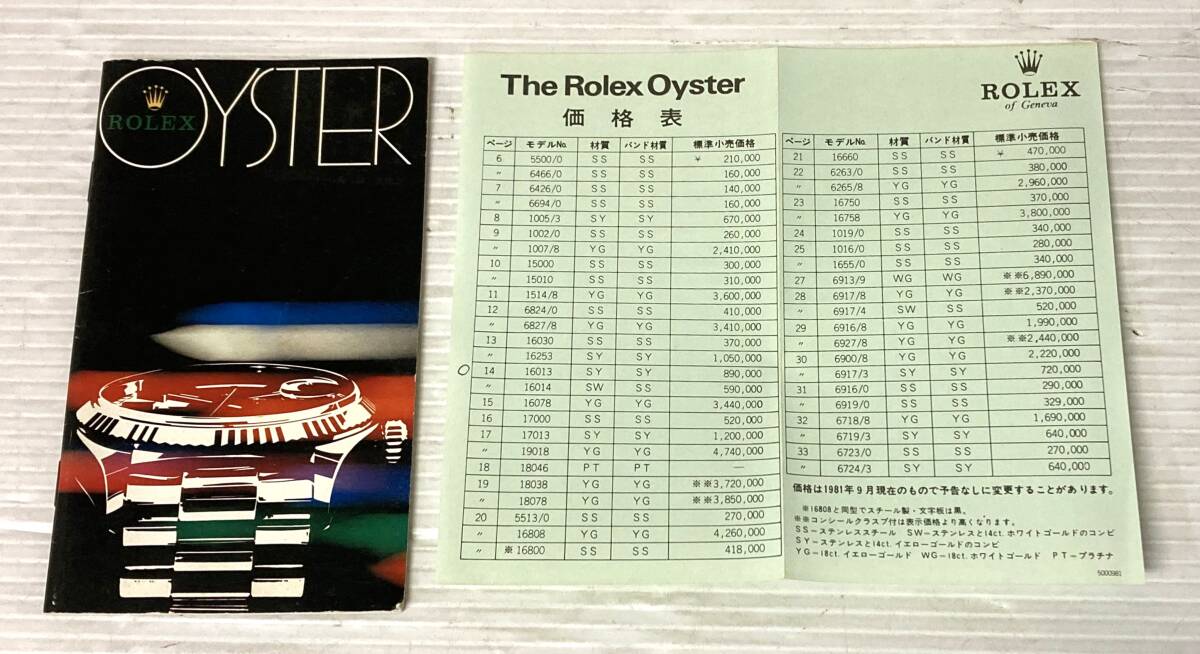 OYSTER
ROLEX
The Rolex Oyster
価格表
ページ モデルNo. 材質 バンド材質 標準小売価格
6 5500/0 SS SS ¥ 210,000
〃 6466/0 SS SS 160,000
7 6426/0 SS SS 140,000
〃 6694/0 SS SS 160,000
8 1005/3 SY SY 670,000
9 1002/0 SS SS 260,000
〃 1007/8 YG YG 2,410,000
10 15000 SS SS 300,000
〃 15010 SS SS 310,000
11 1514/8 YG YG 3,600,000
12 6824/0 SS SS 410,000
〃 6827/8 YG YG 3,410,000
13 16030 SS SS 370,000
〃 16253 SY SY 1,050,000
14 16013 SY SY 890,000
〃 16014 SW SS 590,000
15 16078 YG YG 3,440,000
16 17000 SS SS 520,000
17 17013 SY SY 1,200,000
〃 19018 YG YG 4,740,000
18 18046 PT PT —
19 18038 YG YG ※※3,720,000
〃 18078 YG YG ※※3,850,000
20 5513/0 SS SS 270,000
〃 16808 YG YG 4,260,000
〃 ※16800 SS SS 418,000
ROLEX
of Geneva
ページ モデルNo. 材質 バンド材質 標準小売価格
21 16660 SS SS ¥ 470,000
22 6263/0 SS SS 380,000
〃 6265/8 YG YG 2,960,000
23 16750 SS SS 370,000
〃 16758 YG YG 3,800,000
24 1019/0 SS SS 340,000
25 1016/0 SS SS 280,000
〃 1655/0 SS SS 340,000
27 6913/9 WG WG ※※6,890,000
28 6917/8 YG YG ※※2,370,000
〃 6917/4 SW SS 520,000
29 6916/8 YG YG 1,990,000
〃 6927/8 YG YG ※※2,440,000
30 6900/8 YG YG 2,220,000
〃 6917/3 SY SY 720,000
31 6916/0 SS SS 290,000
〃 6919/0 SS SS 329,000
32 6718/8 YG YG 1,690,000
〃 6719/3 SY SY 640,000
33 6723/0 SS SS 270,000
〃 6724/3 SY SY 640,000
価格は1981年9月現在のもので予告なしに変更することがあります。
※16808と同型でスチール製・文字板は黒。
※※コンシールクラスプ付は表示価格より高くなります。
SS—ステンレススチール SW—ステンレスと14ct.ホワイトゴールドのコンビ
SY—ステンレスと14ct.イエローゴールドのコンビ
YG—18ct.イエローゴールド WG—18ct.ホワイトゴールド PT—プラチナ
5000981